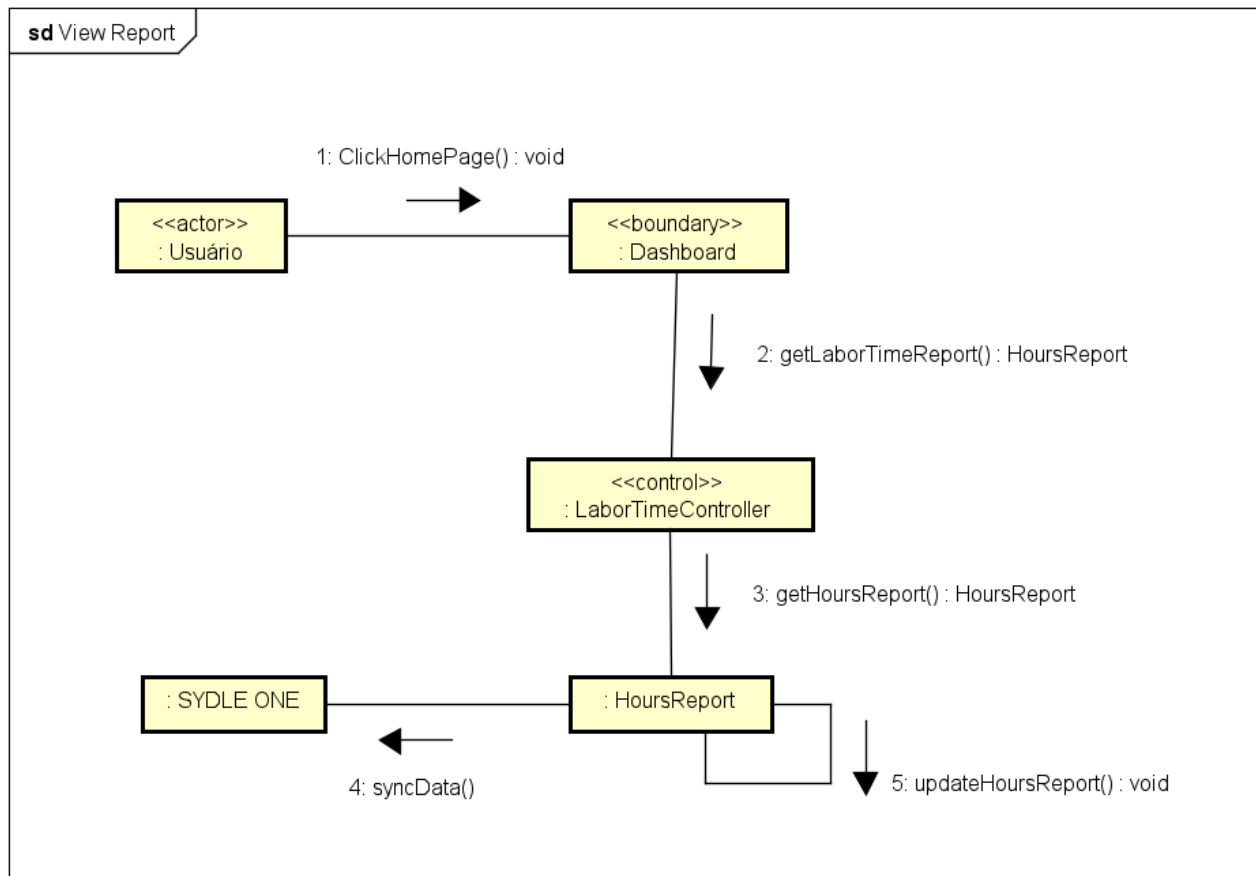 sd View Report
1: ClickHomePage() : void
<<actor>>
: Usuário
<<boundary>>
: Dashboard
2: getLaborTimeReport() : HoursReport
<<control>>
: LaborTimeController
3: getHoursReport() : HoursReport
: SYDLE ONE
: HoursReport
4: syncData()
5: updateHoursReport() : void